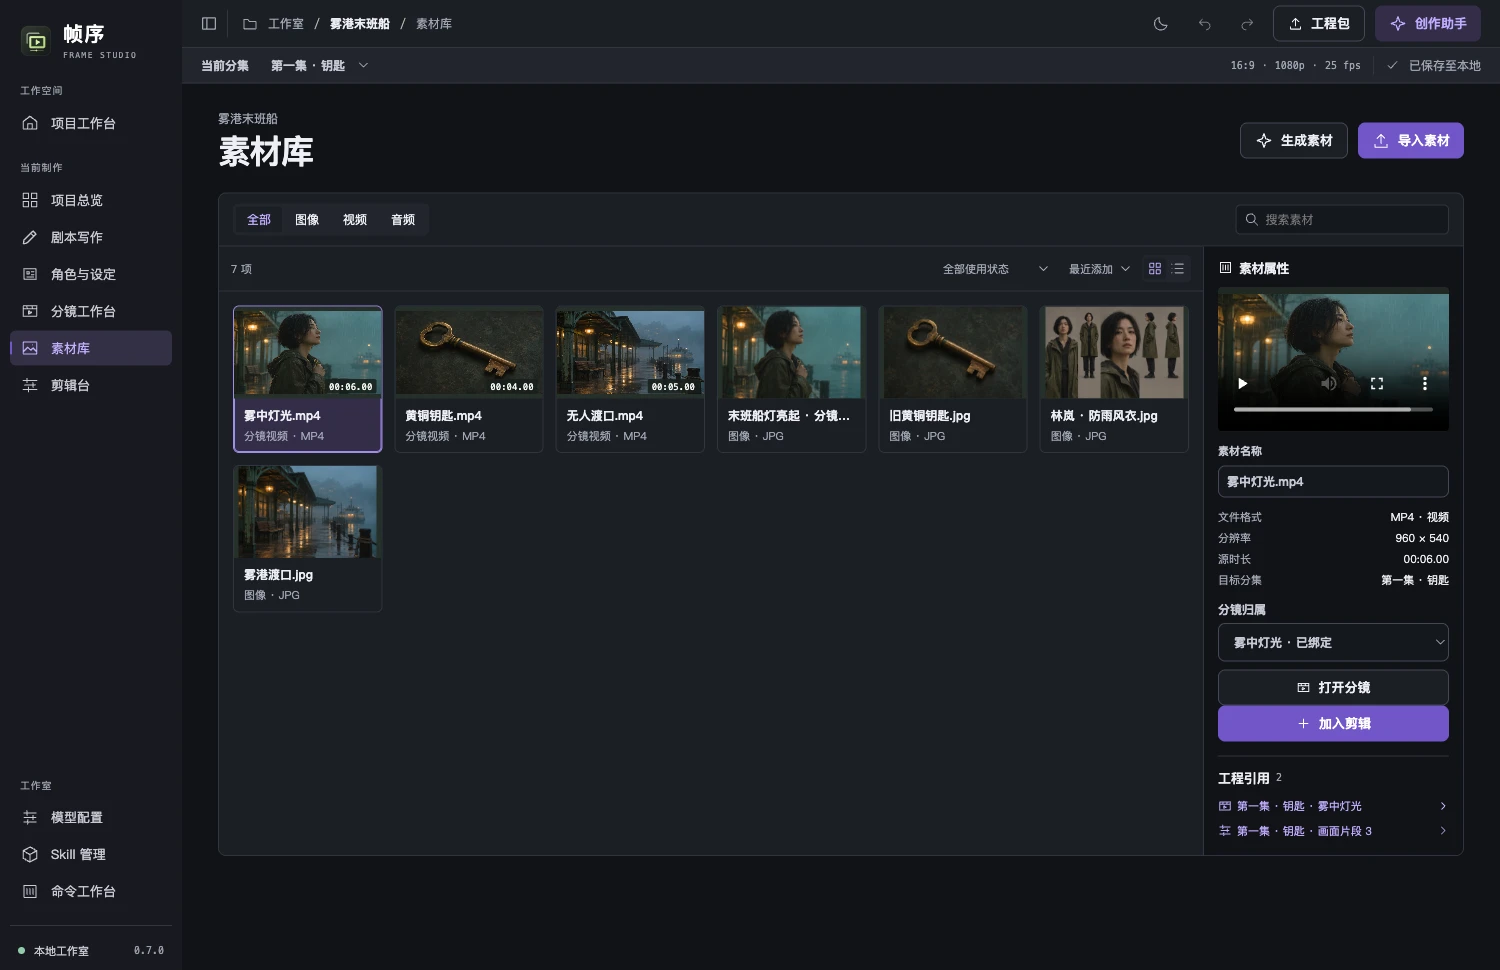 帧序
FRAME STUDIO
工作空间
项目工作台
当前制作
项目总览
剧本写作
角色与设定
分镜工作台
素材库
剪辑台
工作室
模型配置
Skill 管理
命令工作台
本地工作室 0.7.0
工作室 / 雾港末班船 / 素材库
工程包
创作助手
当前分集 第一集 · 钥匙
16:9 · 1080p · 25 fps
已保存至本地
雾港末班船
素材库
生成素材
导入素材
全部 图像 视频 音频
搜索素材
7 项
全部使用状态
最近添加
00:06.00
雾中灯光.mp4
分镜视频 · MP4
00:04.00
黄铜钥匙.mp4
分镜视频 · MP4
00:05.00
无人渡口.mp4
分镜视频 · MP4
末班船灯亮起 · 分镜...
图像 · JPG
旧黄铜钥匙.jpg
图像 · JPG
林岚 · 防雨风衣.jpg
图像 · JPG
雾港渡口.jpg
图像 · JPG
素材属性
素材名称
雾中灯光.mp4
文件格式 MP4 · 视频
分辨率 960 × 540
源时长 00:06.00
目标分集 第一集 · 钥匙
分镜归属
雾中灯光 · 已绑定
打开分镜
加入剪辑
工程引用 2
第一集 · 钥匙 · 雾中灯光
第一集 · 钥匙 · 画面片段 3